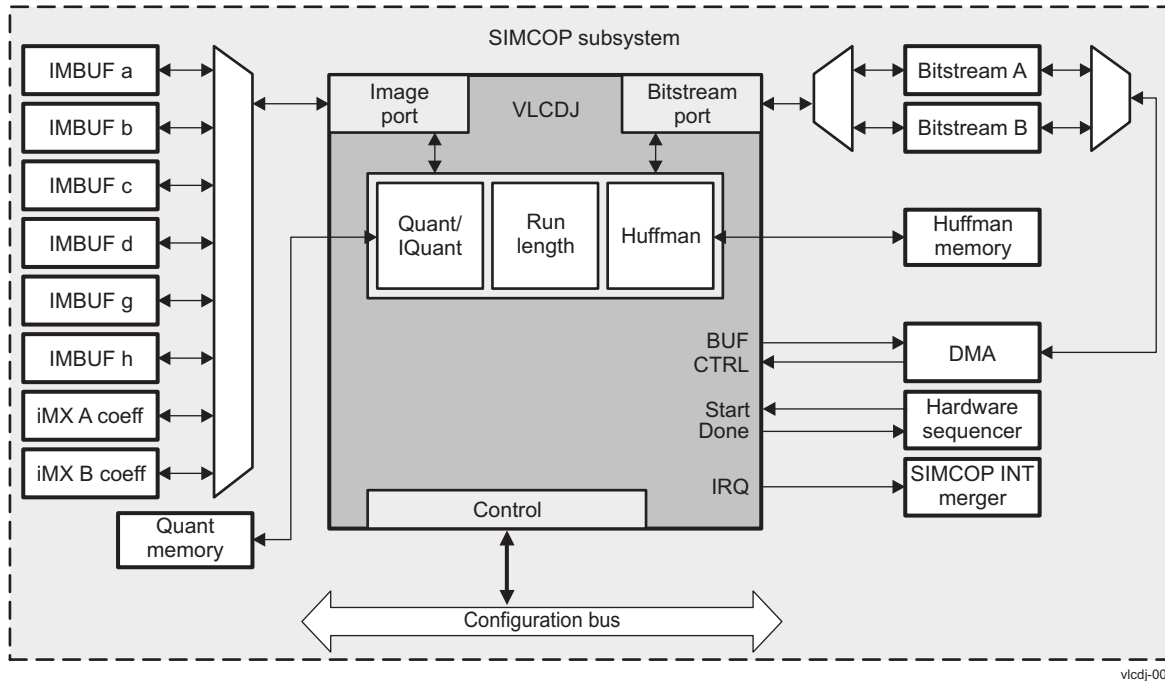 SIMCOP subsystem
IMBUF a
IMBUF b
IMBUF c
IMBUF d
IMBUF g
IMBUF h
iMX A coeff
iMX B coeff
Quant
memory
Image
port
VLCDJ
Bitstream
port
Quant/
IQuant
Run
length
Huffman
BUF
CTRL
Start
Done
IRQ
Control
Configuration bus
Bitstream A
Bitstream B
Huffman
memory
DMA
Hardware
sequencer
SIMCOP INT
merger